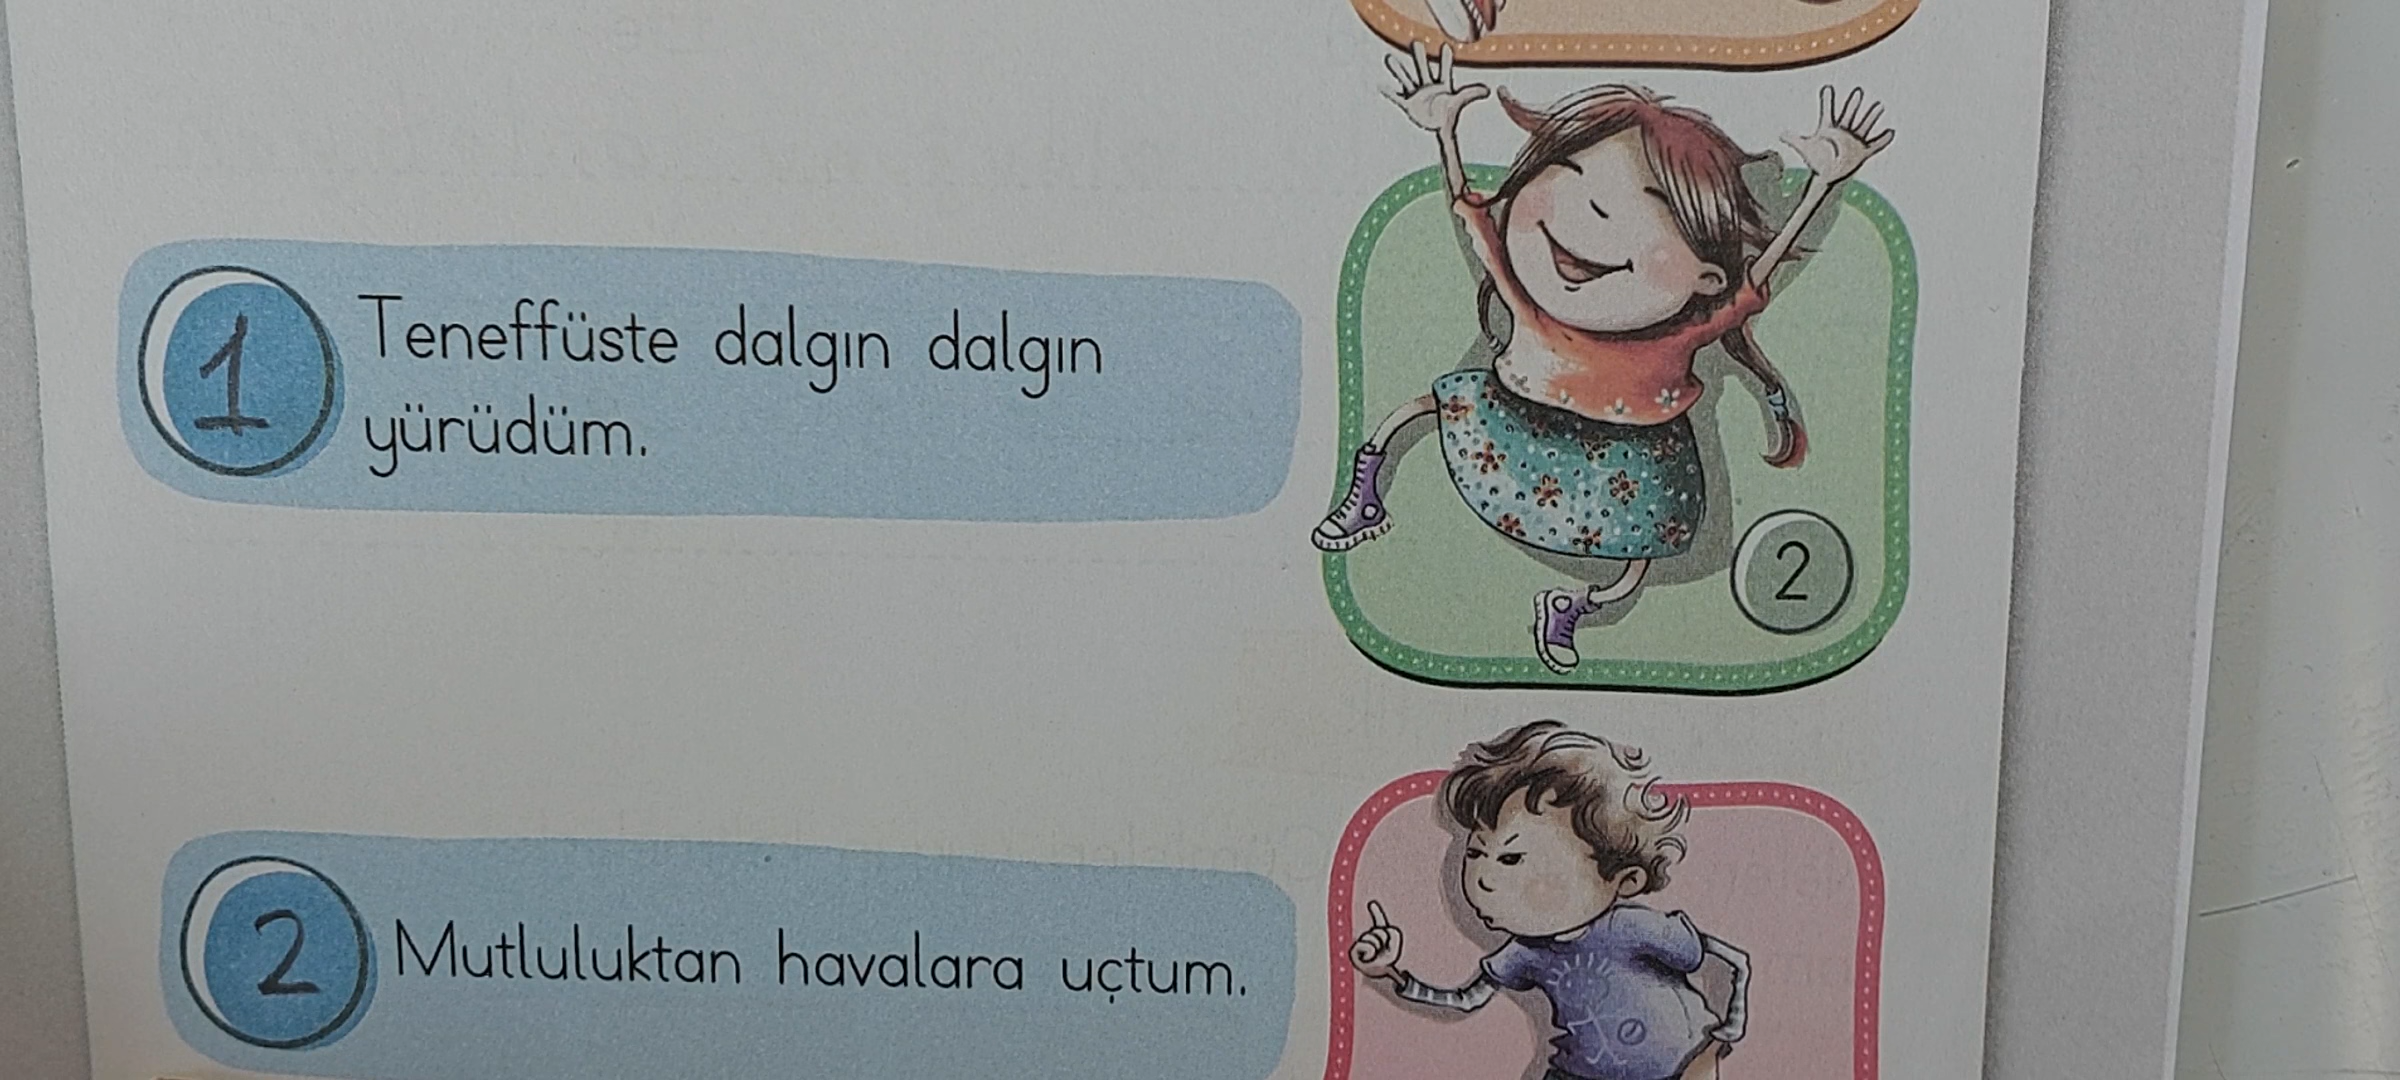 1 Teneffüste dalgın dalgın
yürüdüm.
2
2 Mutluluktan havalara uçtum.